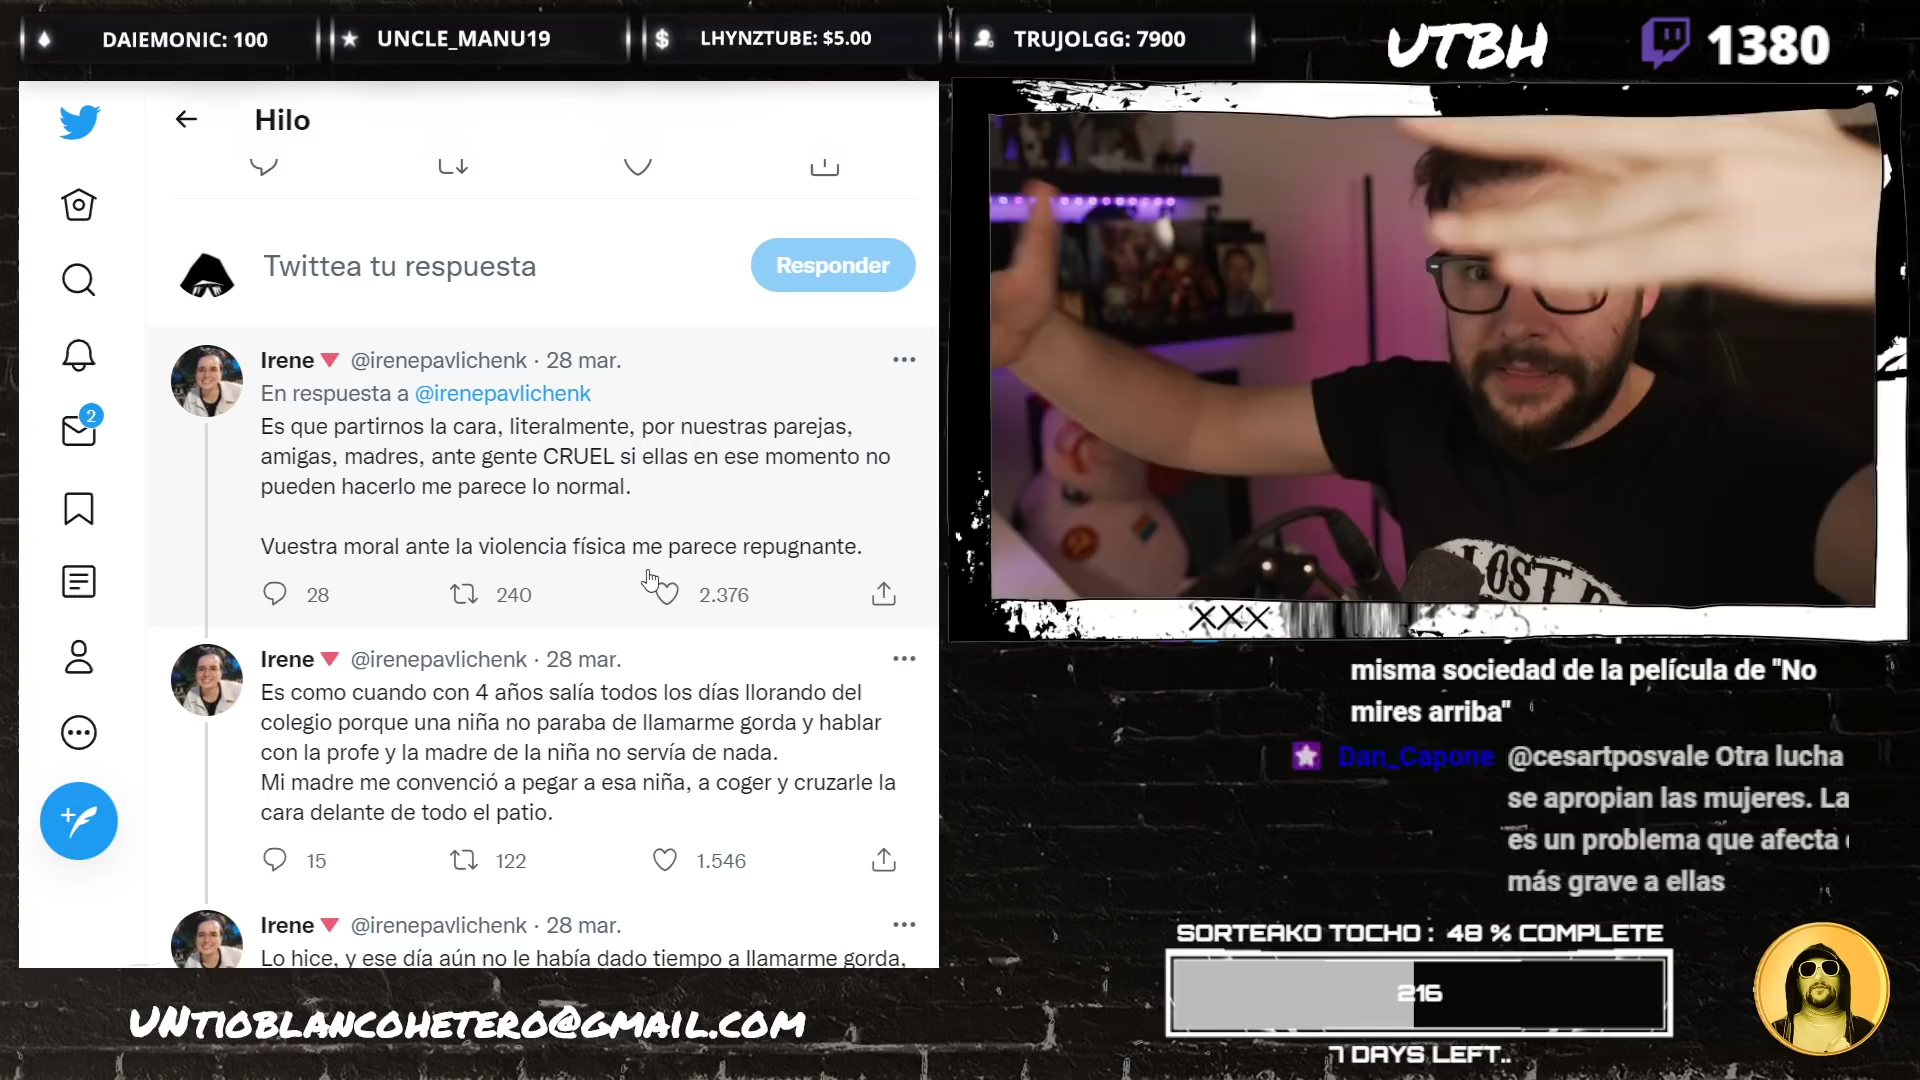 DAIEMONIC: 100
UNCLE_MANU19
$
LHYNZTUBE: $5.00
TRUJOLGG: 7900
UTBH
1380
Hilo
Twittea tu respuesta
Responder
Irene @irenepavlichenk · 28 mar.
En respuesta a @irenepavlichenk
Es que partirnos la cara, literalmente, por nuestras parejas,
amigas, madres, ante gente CRUEL si ellas en ese momento no
pueden hacerlo me parece lo normal.
Vuestra moral ante la violencia física me parece repugnante.
28
240
2.376
2
Irene @irenepavlichenk · 28 mar.
Es como cuando con 4 años salía todos los días llorando del
colegio porque una niña no paraba de llamarme gorda y hablar
con la profe y la madre de la niña no servía de nada.
Mi madre me convenció a pegar a esa niña, a coger y cruzarle la
cara delante de todo el patio.
15
122
1.546
Irene @irenepavlichenk · 28 mar.
Lo hice, y ese día aún no le había dado tiempo a llamarme gorda,
LOST
XXX
misma sociedad de la película de "No
mires arriba"
Dan_Capone @cesartposvale Otra lucha
se apropian las mujeres. La
es un problema que afecta
más grave a ellas
SORTEAKO TOCHO : 48 % COMPLETE
216
7 DAYS LEFT..
UNTIOBLANCOHETERO@GMAIL.COM